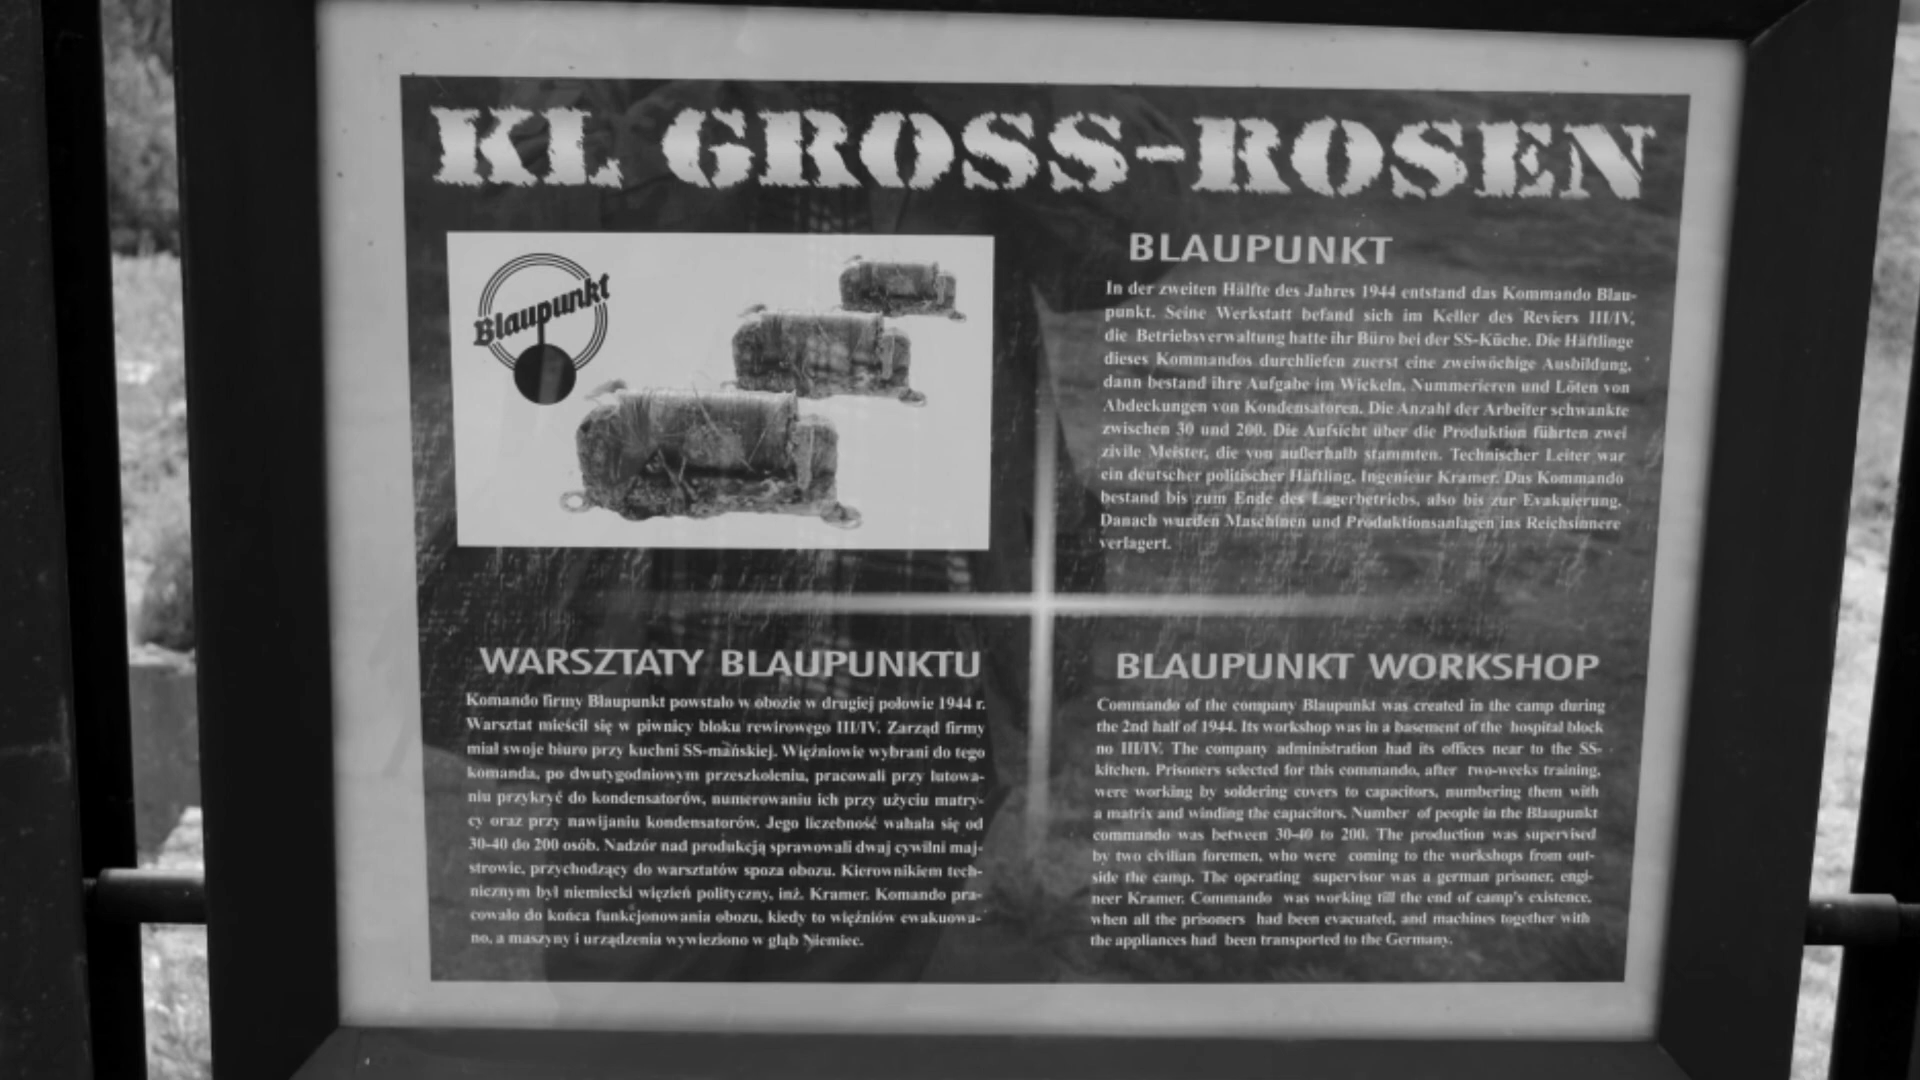 KL GROSS-ROSEN
Blaupunkt
BLAUPUNKT
In der zweiten Hälfte des Jahres 1944 entstand das Kommando Blau-
punkt. Seine Werkstatt befand sich im Keller des Reviers III/IV,
die Betriebsverwaltung hatte ihr Büro bei der SS-Küche. Die Häftlinge
dieses Kommandos durchliefen zuerst eine zweiwöchige Ausbildung,
dann bestand ihre Aufgabe im Wickeln, Nummerieren und Löten von
Abdeckungen von Kondensatoren. Die Anzahl der Arbeiter schwankte
zwischen 30 und 200. Die Aufsicht über die Produktion führten zwei
zivile Meister, die von außerhalb stammten. Technischer Leiter war
ein deutscher politischer Häftling, Ingenieur Kramer. Das Kommando
bestand bis zum Ende des Lagerbetriebs, also bis zur Evakuierung.
Danach wurden Maschinen und Produktionsanlagen ins Reichsinnere
verlagert.
WARSZTATY BLAUPUNKTU
Komando firmy Blaupunkt powstało w obozie w drugiej połowie 1944 r.
Warsztat mieścił się w piwnicy bloku rewirowego III/IV. Zarząd firmy
miał swoje biuro przy kuchni SS-mańskiej. Więźniowie wybrani do tego
komanda, po dwutygodniowym przeszkoleniu, pracowali przy lutowa-
niu przykryć do kondensatorów, numerowaniu ich przy użyciu matry-
cy oraz przy nawijaniu kondensatorów. Jego liczebność wahała się od
30-40 do 200 osób. Nadzór nad produkcją sprawowali dwaj cywilni maj-
strowie, przychodzący do warsztatów spoza obozu. Kierownikiem tech-
nicznym był niemiecki więzień polityczny, inż. Kramer. Komando pra-
cowało do końca funkcjonowania obozu, kiedy to więźniów ewakuowa-
no, a maszyny i urządzenia wywieziono w głąb Niemiec.
BLAUPUNKT WORKSHOP
Commando of the company Blaupunkt was created in the camp during
the 2nd half of 1944. Its workshop was in a basement of the hospital block
no III/IV. The company administration had its offices near to the SS-
kitchen. Prisoners selected for this commando, after two-weeks training,
were working by soldering covers to capacitors, numbering them with
a matrix and winding the capacitors. Number of people in the Blaupunkt
commando was between 30-40 to 200. The production was supervised
by two civilian foremen, who were coming to the workshops from out-
side the camp. The operating supervisor was a german prisoner, engi-
neer Kramer. Commando was working till the end of camp's existence,
when all the prisoners had been evacuated, and machines together with
the appliances had been transported to the Germany.